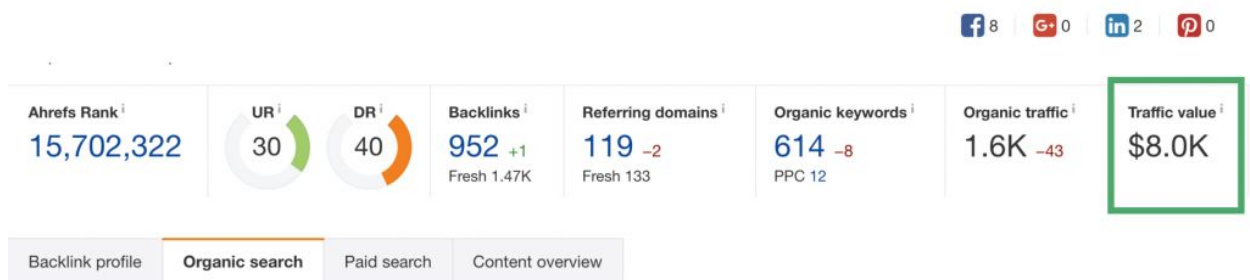 8 G+ 0 in 2 0
Ahrefs Rank i UR i DR i Backlinks i Referring domains i Organic keywords i Organic traffic i Traffic value i
15,702,322 30 40 952 +1 119 –2 614 –8 1.6K –43 $8.0K
Fresh 1.47K Fresh 133 PPC 12
Backlink profile Organic search Paid search Content overview